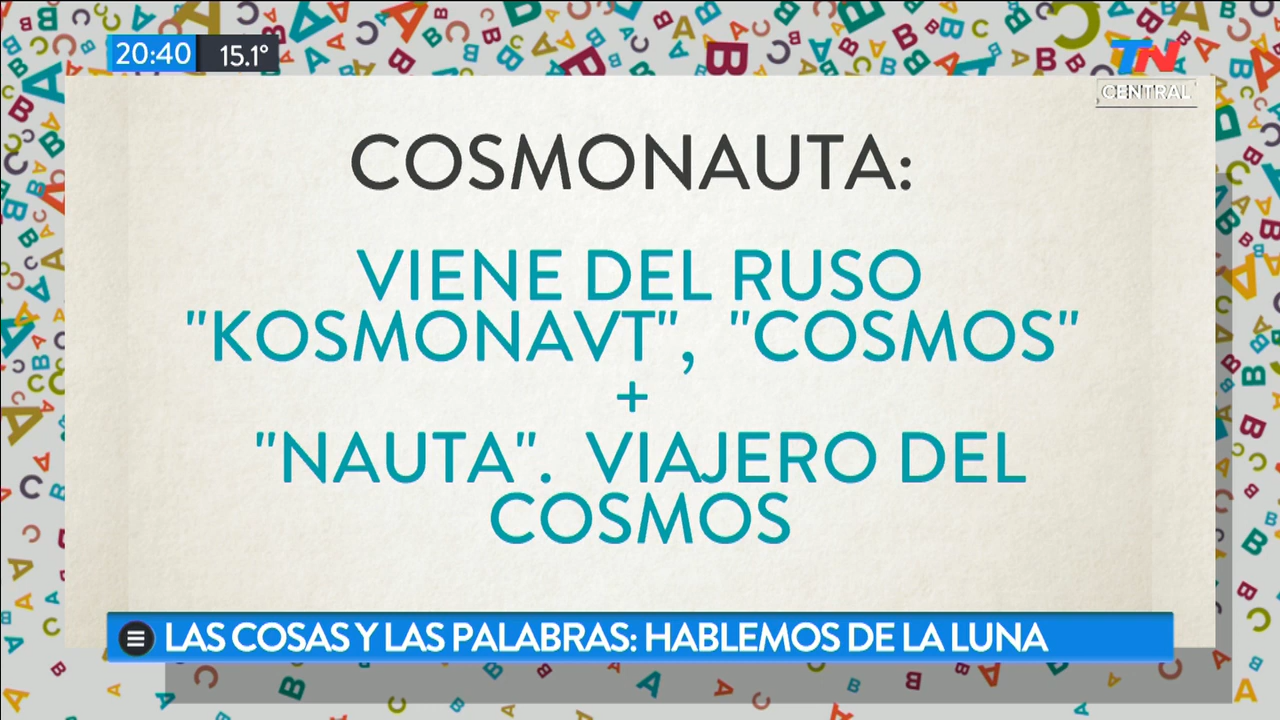 20:40 15.1°
TN
CENTRAL
COSMONAUTA:
VIENE DEL RUSO
"KOSMONAVT", "COSMOS"
+
"NAUTA". VIAJERO DEL
COSMOS
LAS COSAS Y LAS PALABRAS: HABLEMOS DE LA LUNA